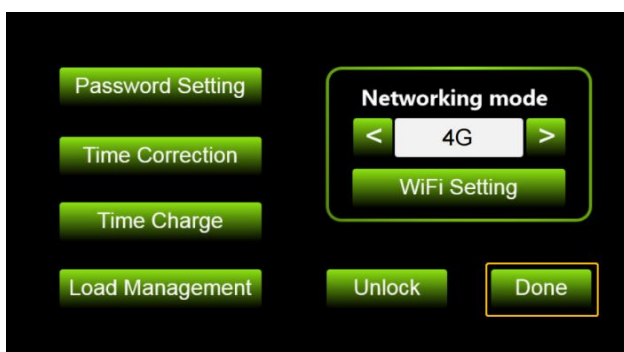 Password Setting
Time Correction
Time Charge
Load Management
Networking mode
< 4G >
WiFi Setting
Unlock
Done